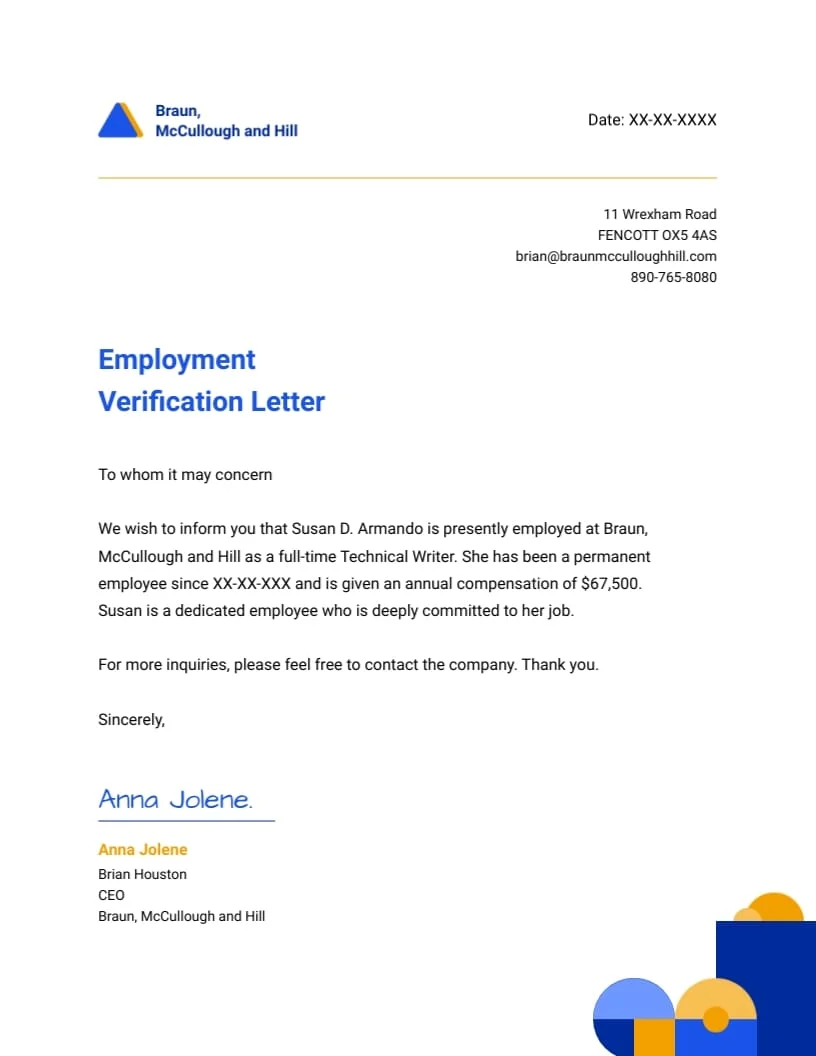 Braun,
McCullough and Hill
Date: XX-XX-XXXX
11 Wrexham Road
FENCOTT OX5 4AS
brian@braunmcculloughhill.com
890-765-8080
Employment
Verification Letter
To whom it may concern
We wish to inform you that Susan D. Armando is presently employed at Braun,
McCullough and Hill as a full-time Technical Writer. She has been a permanent
employee since XX-XX-XXX and is given an annual compensation of $67,500.
Susan is a dedicated employee who is deeply committed to her job.
For more inquiries, please feel free to contact the company. Thank you.
Sincerely,
Anna Jolene.
Anna Jolene
Brian Houston
CEO
Braun, McCullough and Hill